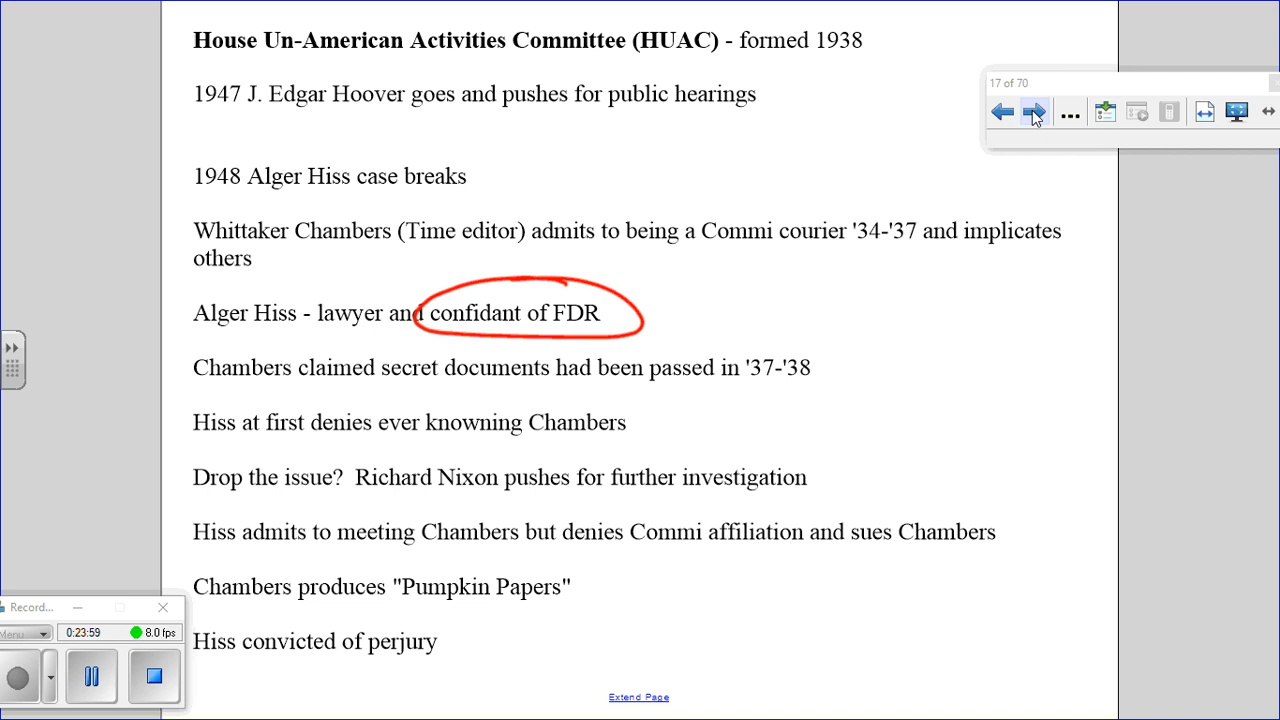 House Un-American Activities Committee (HUAC) - formed 1938
17 of 70
1947 J. Edgar Hoover goes and pushes for public hearings
1948 Alger Hiss case breaks
Whittaker Chambers (Time editor) admits to being a Commi courier '34-'37 and implicates
others
Alger Hiss - lawyer and confidant of FDR
Chambers claimed secret documents had been passed in '37-'38
Hiss at first denies ever knowning Chambers
Drop the issue?  Richard Nixon pushes for further investigation
Hiss admits to meeting Chambers but denies Commi affiliation and sues Chambers
Chambers produces "Pumpkin Papers"
Record...
Menu
0:23:59
8.0 fps
Hiss convicted of perjury
Extend Page